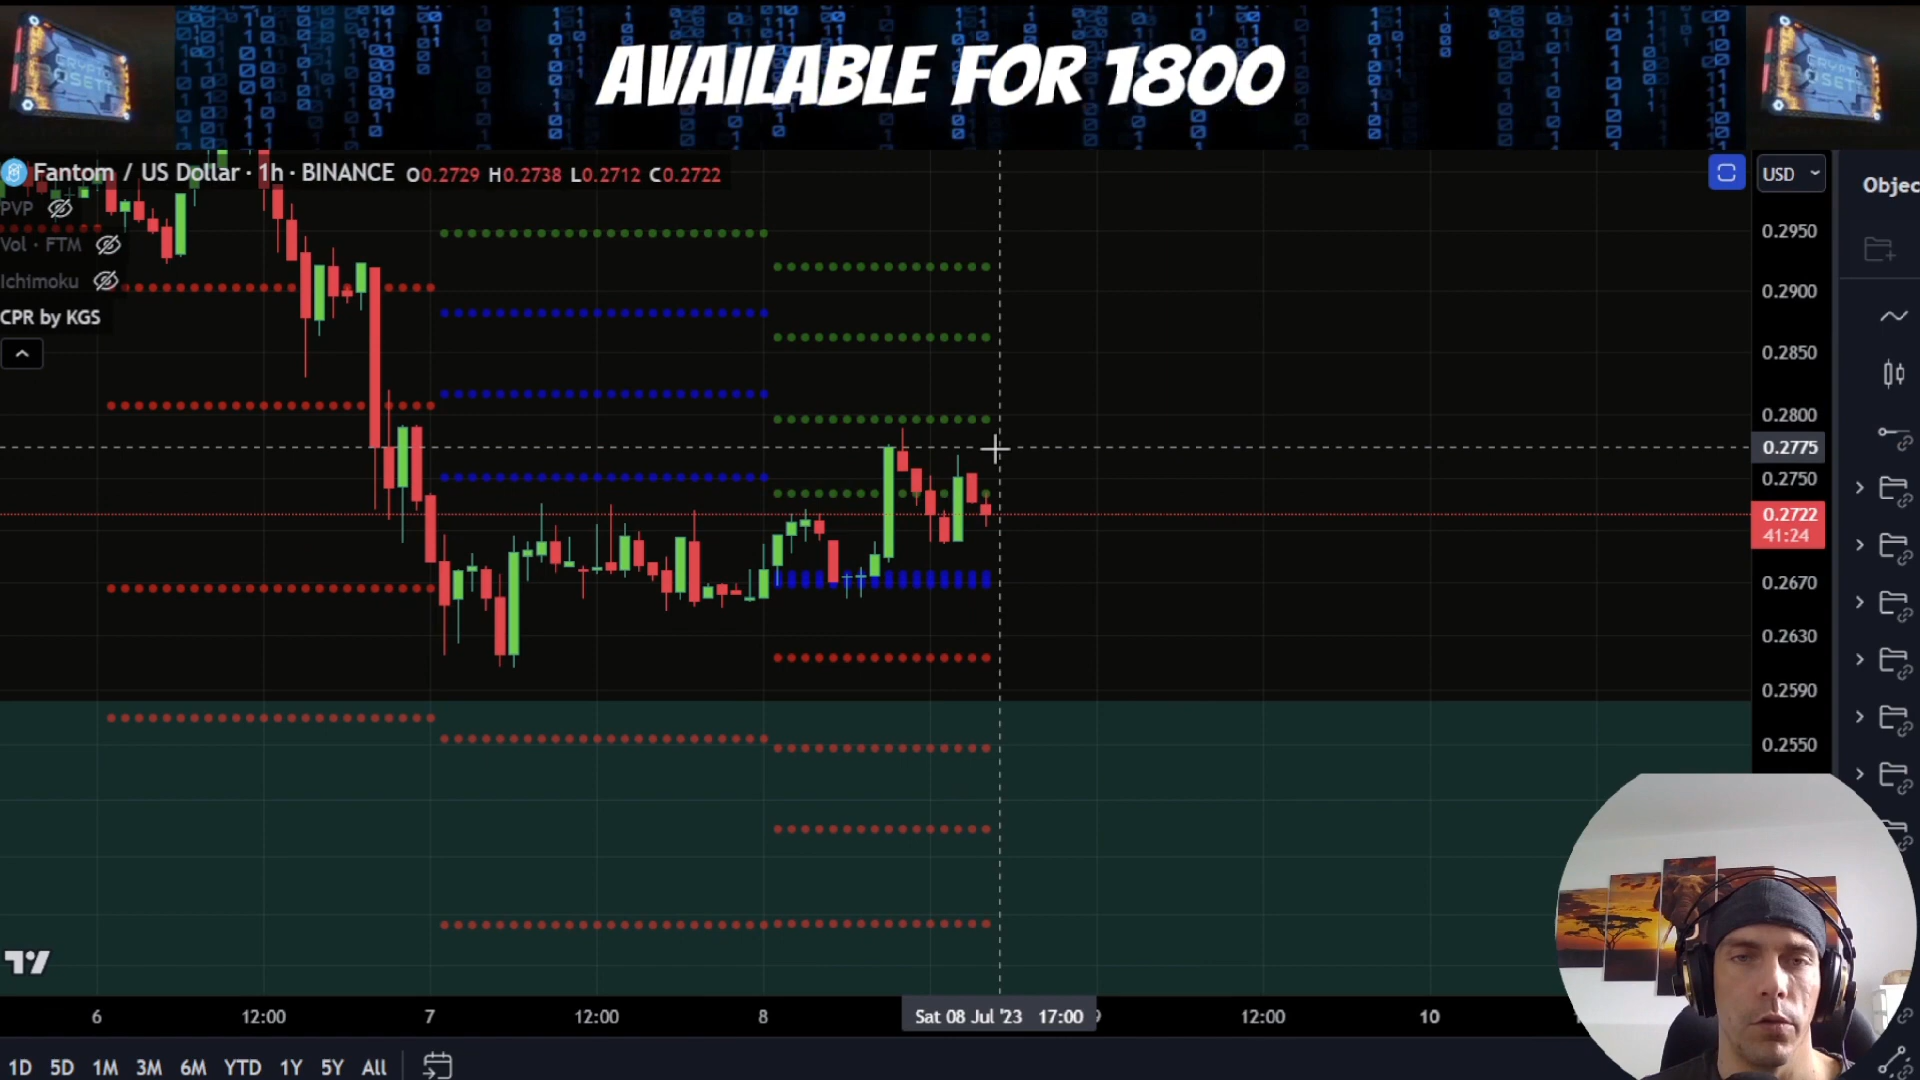 AVAILABLE FOR 1800
CRYPTO
Fantom / US Dollar · 1h · BINANCE O0.2729 H0.2738 L0.2712 C0.2722
USD
Objec
PVP
Vol · FTM
Ichimoku
CPR by KGS
0.2950
0.2900
0.2850
0.2800
0.2775
0.2750
0.2722
41:24
0.2670
0.2630
0.2590
0.2550
6 12:00 7 12:00 8 Sat 08 Jul '23 17:00 12:00 10
1D 5D 1M 3M 6M YTD 1Y 5Y All